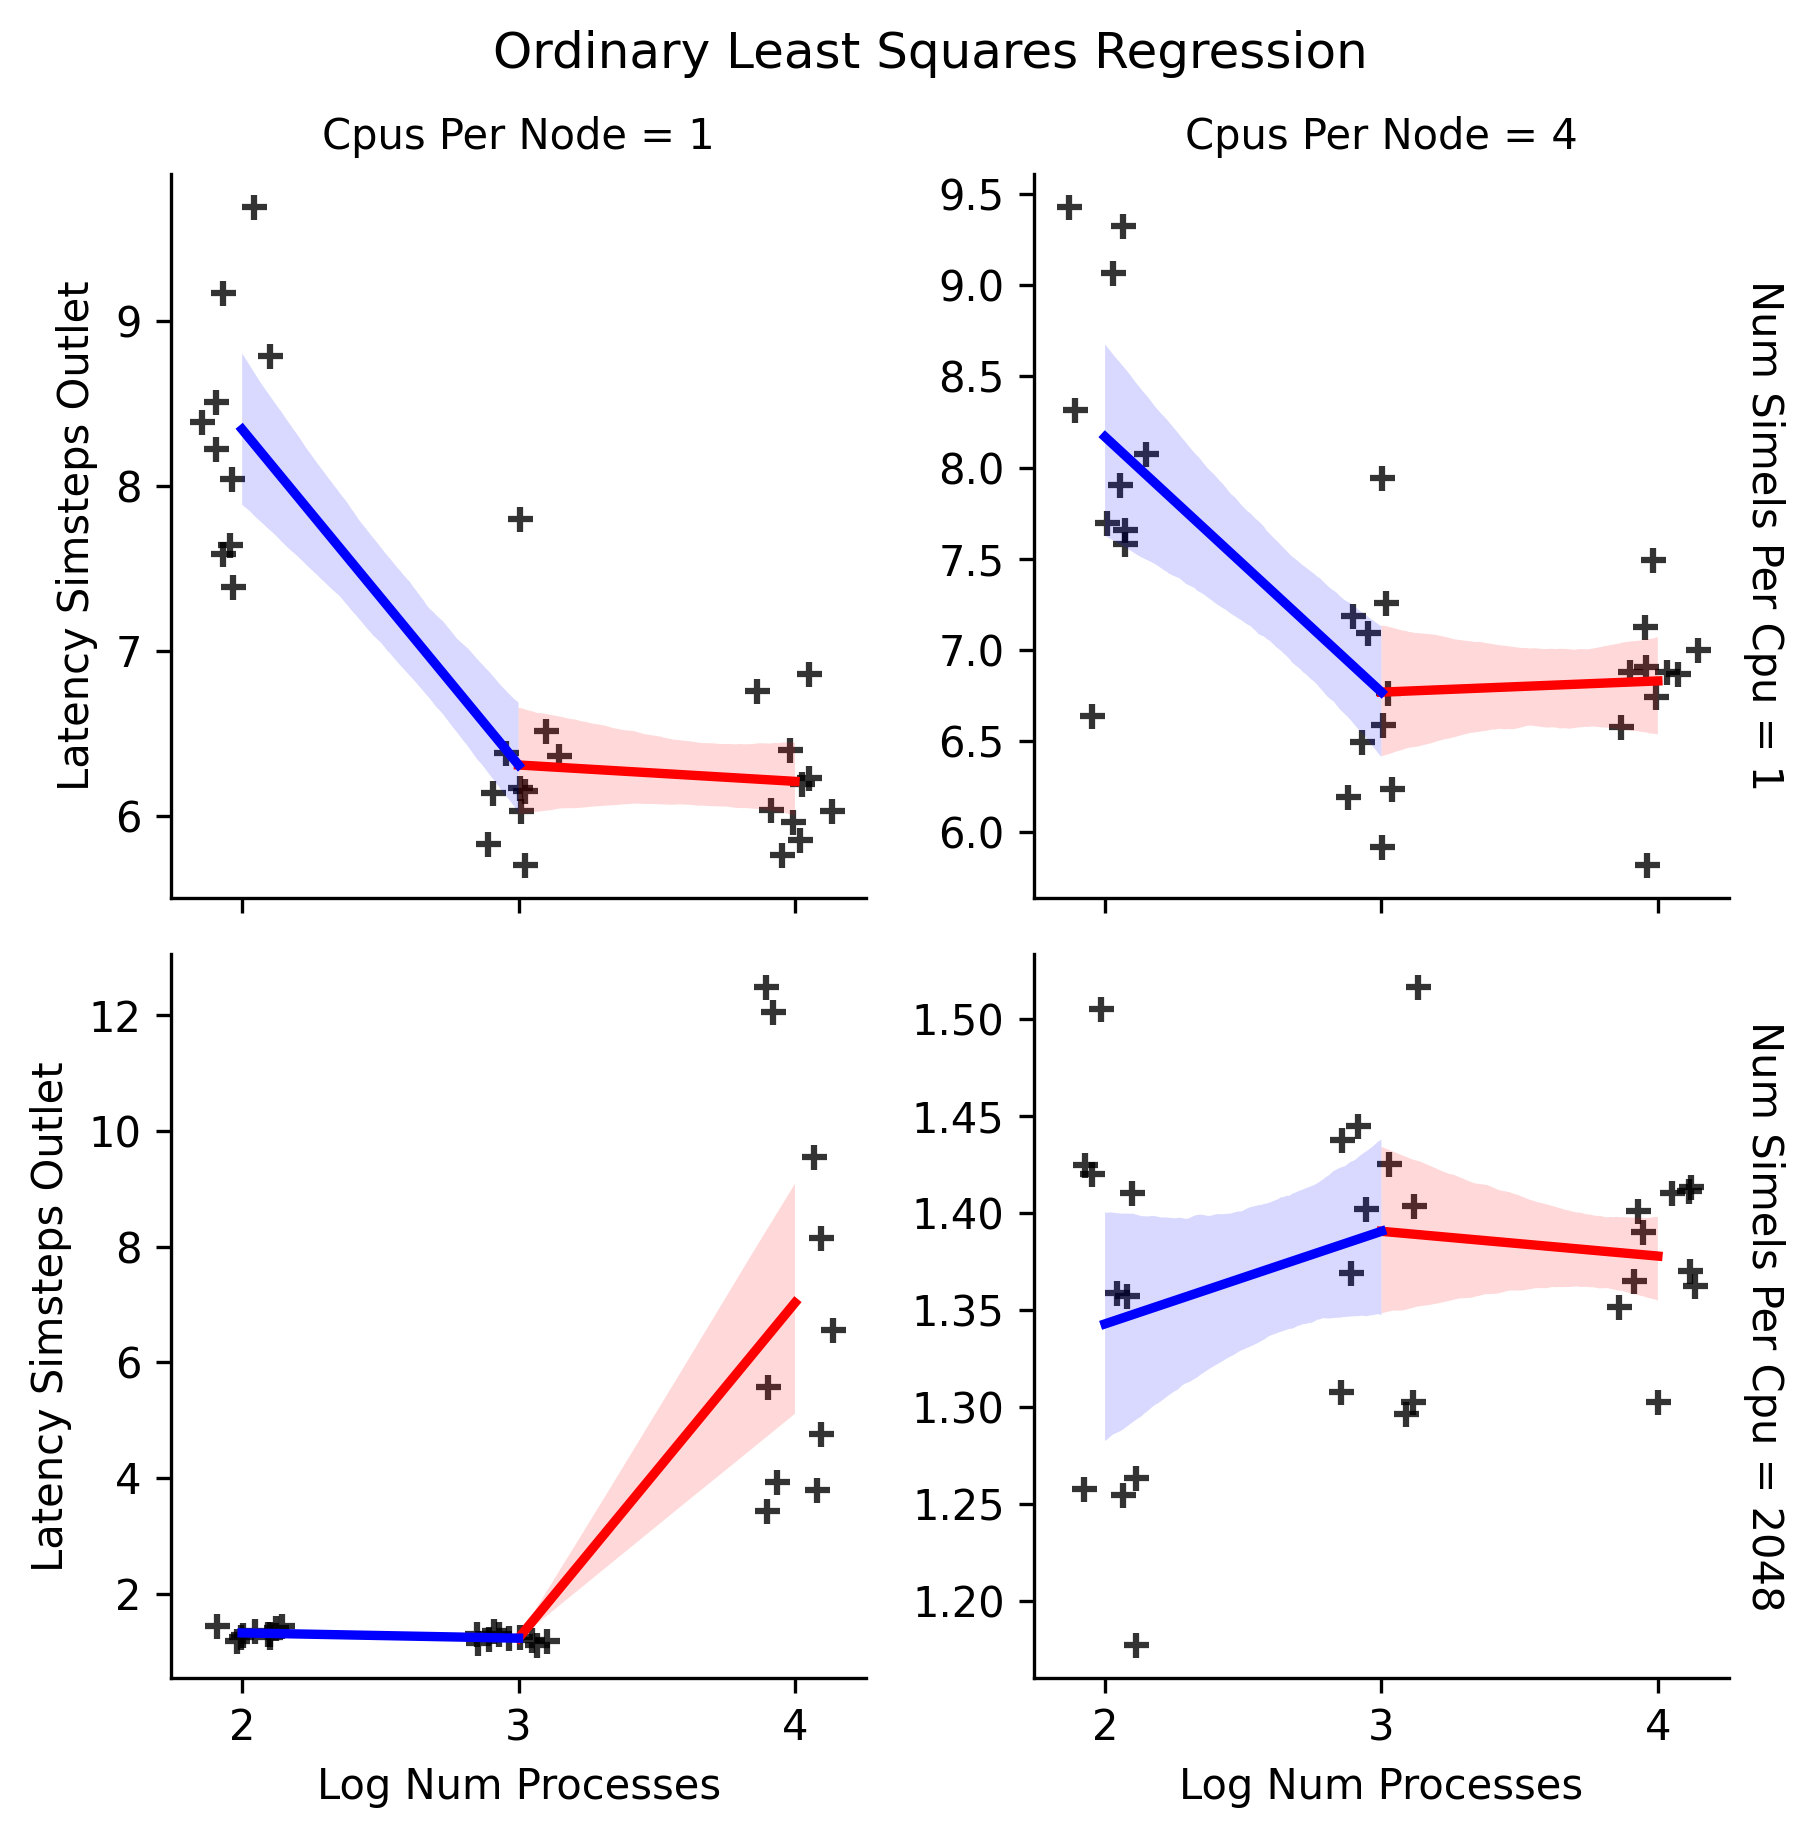 Ordinary Least Squares Regression
Cpus Per Node = 1
Cpus Per Node = 4
Latency Simsteps Outlet
9
8
7
6
9.5
9.0
8.5
8.0
7.5
7.0
6.5
6.0
Num Simels Per Cpu = 1
Latency Simsteps Outlet
12
10
8
6
4
2
1.50
1.45
1.40
1.35
1.30
1.25
1.20
Num Simels Per Cpu = 2048
2 3 4
2 3 4
Log Num Processes
Log Num Processes